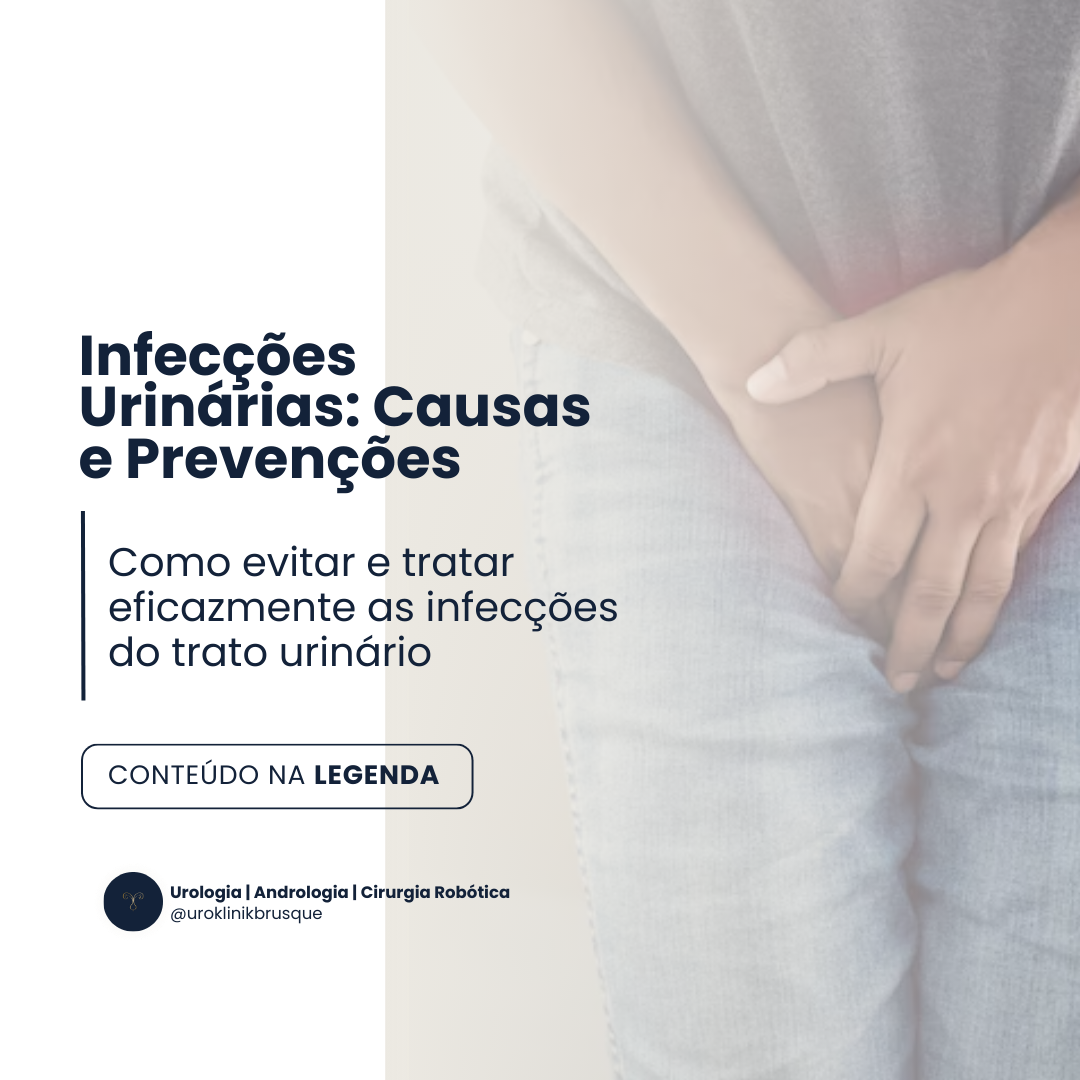 Infecções
Urinárias: Causas
e Prevenções
Como evitar e tratar
eficazmente as infecções
do trato urinário
CONTEÚDO NA LEGENDA
Urologia | Andrologia | Cirurgia Robótica
@uroklinikbrusque